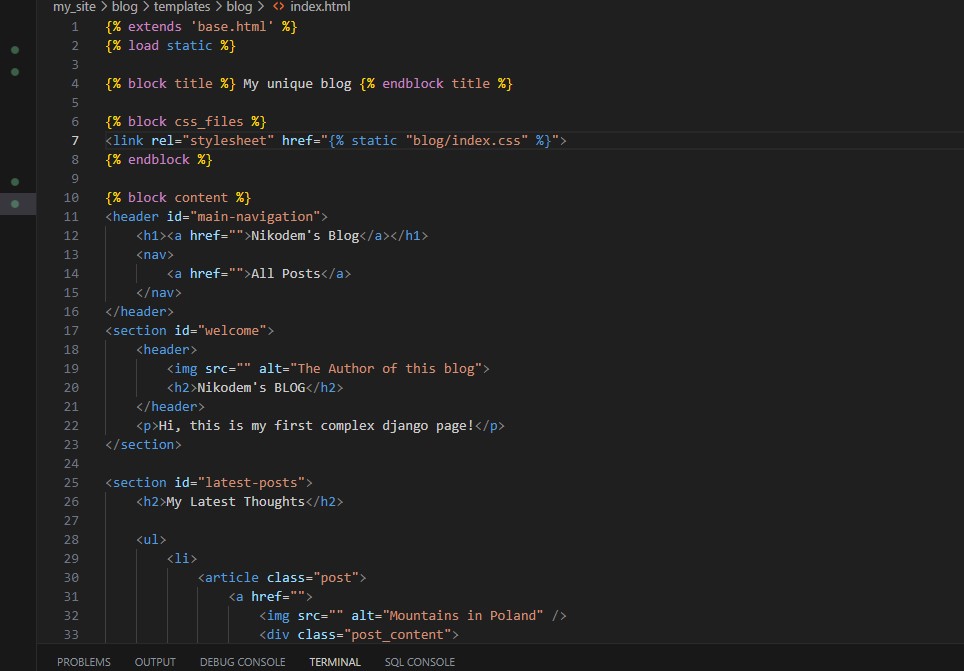 my_site > blog > templates > blog > <> index.html
1 {% extends 'base.html' %}
2 {% load static %}
3
4 {% block title %} My unique blog {% endblock title %}
5
6 {% block css_files %}
7 <link rel="stylesheet" href="{% static "blog/index.css" %}">
8 {% endblock %}
9
10 {% block content %}
11 <header id="main-navigation">
12 <h1><a href="">Nikodem's Blog</a></h1>
13 <nav>
14 <a href="">All Posts</a>
15 </nav>
16 </header>
17 <section id="welcome">
18 <header>
19 <img src="" alt="The Author of this blog">
20 <h2>Nikodem's BLOG</h2>
21 </header>
22 <p>Hi, this is my first complex django page!</p>
23 </section>
24
25 <section id="latest-posts">
26 <h2>My Latest Thoughts</h2>
27
28 <ul>
29 <li>
30 <article class="post">
31 <a href="">
32 <img src="" alt="Mountains in Poland" />
33 <div class="post_content">
PROBLEMS OUTPUT DEBUG CONSOLE TERMINAL SQL CONSOLE